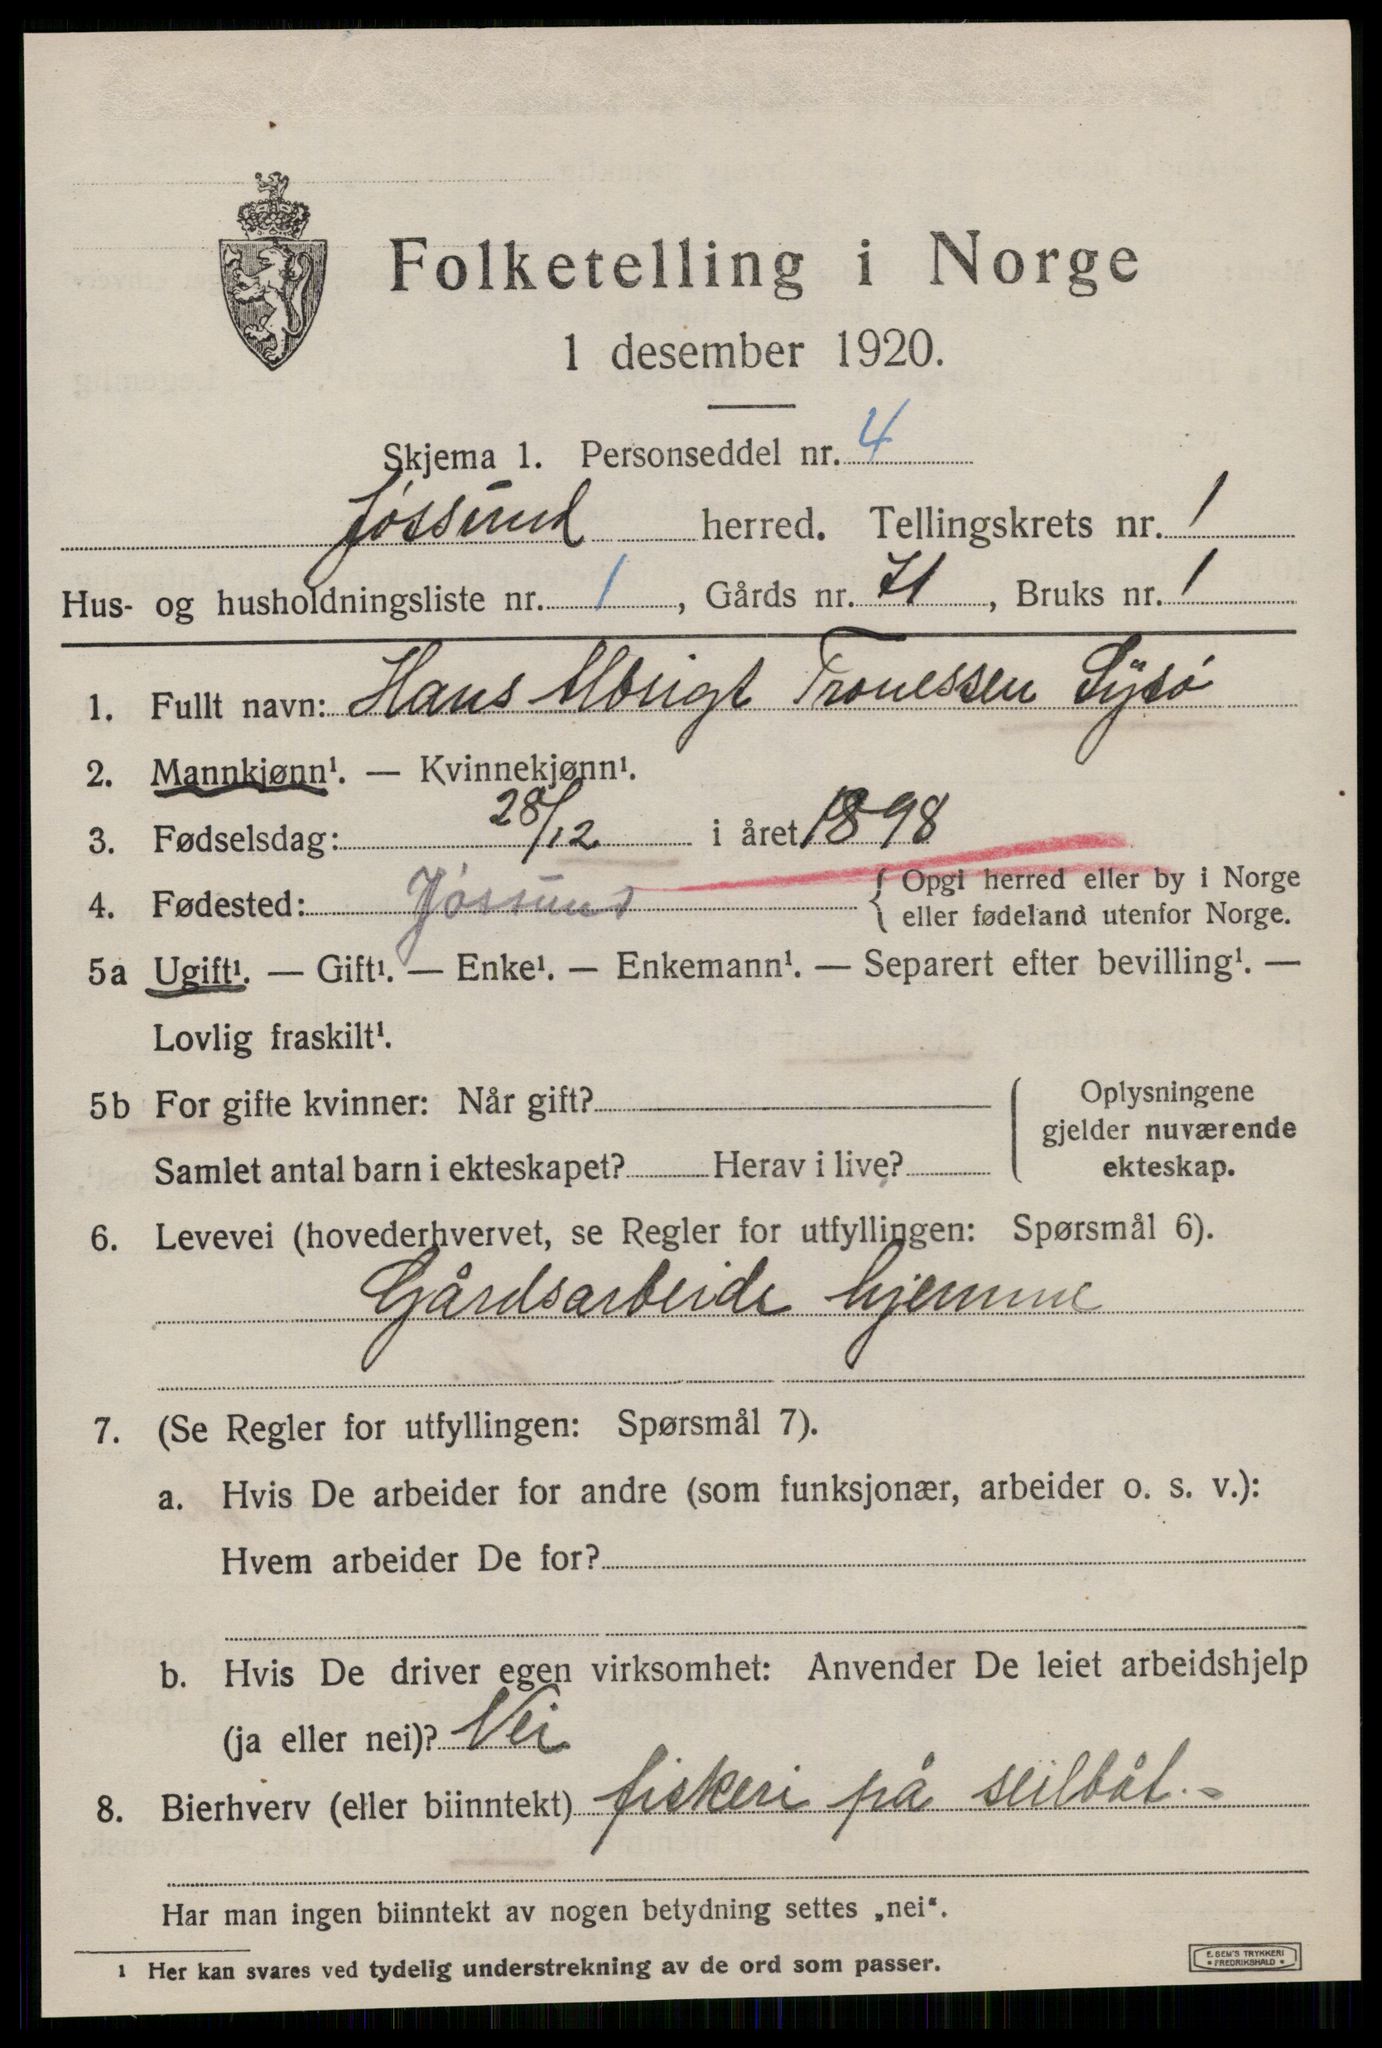 Folketelling i Norge
1 desember 1920.
Skjema 1. Personseddel nr. 4
Jøssund herred. Tellingskrets nr. 1
Hus- og husholdningsliste nr. 1, Gårds nr. 71, Bruks nr. 1
1. Fullt navn: Hans Albrigt Tronessen Lysø
2. Mannkjønn¹. — Kvinnekjønn¹.
3. Fødselsdag: 28/12 i året 1898
4. Fødested: Jøssund { Opgi herred eller by i Norge
eller fødeland utenfor Norge.
5a Ugift¹. — Gift¹. — Enke¹. — Enkemann¹. — Separert efter bevilling¹. —
Lovlig fraskilt¹.
5b For gifte kvinner: Når gift?
Samlet antal barn i ekteskapet? Herav i live?
Oplysningene
gjelder nuværende
ekteskap.
6. Levevei (hovederhvervet, se Regler for utfyllingen: Spørsmål 6).
Gårdsarbeide hjemme
7. (Se Regler for utfyllingen: Spørsmål 7).
a. Hvis De arbeider for andre (som funksjonær, arbeider o. s. v.):
Hvem arbeider De for?
b. Hvis De driver egen virksomhet: Anvender De leiet arbeidshjelp
(ja eller nei)? Nei
8. Bierhverv (eller biinntekt) fiskeri på seilbåt. -
Har man ingen biinntekt av nogen betydning settes „nei“.
¹ Her kan svares ved tydelig understrekning av de ord som passer.
E. SEM'S TRYKKERI
* FREDRIKSHALD *